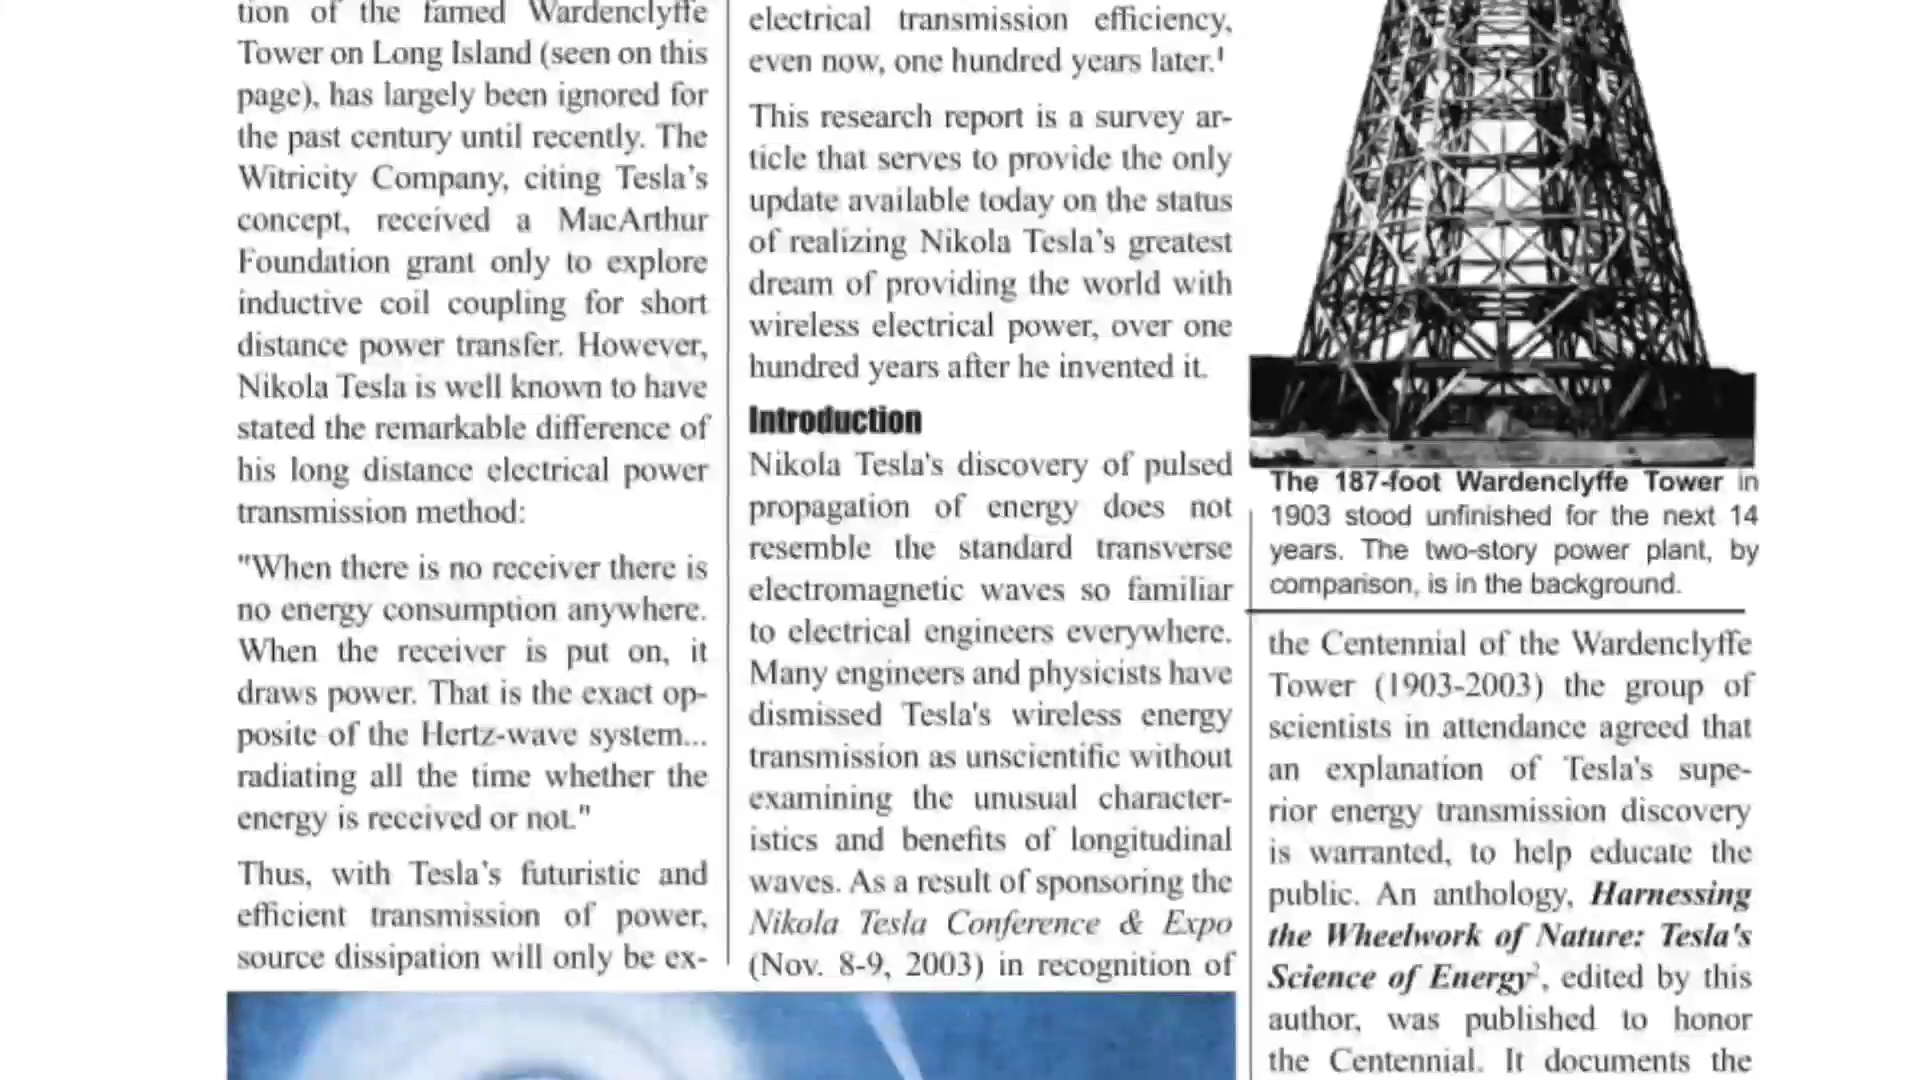 tion of the famed Wardenclyffe
Tower on Long Island (seen on this
page), has largely been ignored for
the past century until recently. The
Witricity Company, citing Tesla's
concept, received a MacArthur
Foundation grant only to explore
inductive coil coupling for short
distance power transfer. However,
Nikola Tesla is well known to have
stated the remarkable difference of
his long distance electrical power
transmission method:
"When there is no receiver there is
no energy consumption anywhere.
When the receiver is put on, it
draws power. That is the exact op-
posite of the Hertz-wave system...
radiating all the time whether the
energy is received or not."
Thus, with Tesla's futuristic and
efficient transmission of power,
source dissipation will only be ex-
electrical transmission efficiency,
even now, one hundred years later.¹
This research report is a survey ar-
ticle that serves to provide the only
update available today on the status
of realizing Nikola Tesla's greatest
dream of providing the world with
wireless electrical power, over one
hundred years after he invented it.
Introduction
Nikola Tesla's discovery of pulsed
propagation of energy does not
resemble the standard transverse
electromagnetic waves so familiar
to electrical engineers everywhere.
Many engineers and physicists have
dismissed Tesla's wireless energy
transmission as unscientific without
examining the unusual character-
istics and benefits of longitudinal
waves. As a result of sponsoring the
Nikola Tesla Conference & Expo
(Nov. 8-9, 2003) in recognition of
The 187-foot Wardenclyffe Tower in
1903 stood unfinished for the next 14
years. The two-story power plant, by
comparison, is in the background.
the Centennial of the Wardenclyffe
Tower (1903-2003) the group of
scientists in attendance agreed that
an explanation of Tesla's supe-
rior energy transmission discovery
is warranted, to help educate the
public. An anthology, Harnessing
the Wheelwork of Nature: Tesla's
Science of Energy², edited by this
author, was published to honor
the Centennial. It documents the